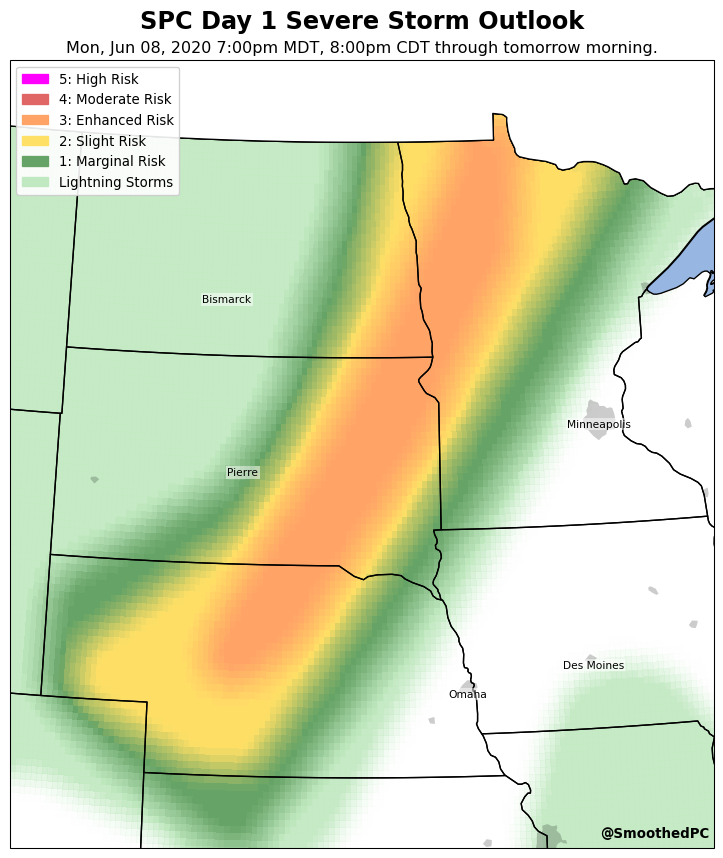 SPC Day 1 Severe Storm Outlook
Mon, Jun 08, 2020 7:00pm MDT, 8:00pm CDT through tomorrow morning.
5: High Risk
4: Moderate Risk
3: Enhanced Risk
2: Slight Risk
1: Marginal Risk
Lightning Storms
Bismarck
Minneapolis
Pierre
Des Moines
Omaha
@SmoothedPC